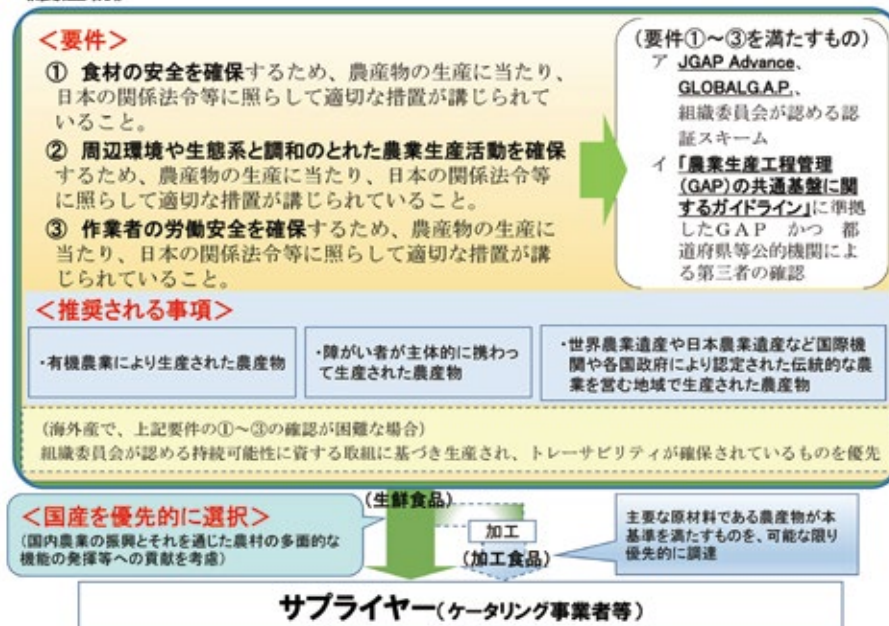 <要件>
① 食材の安全を確保するため、農産物の生産に当たり、
日本の関係法令等に照らして適切な措置が講じられて
いること。
② 周辺環境や生態系と調和のとれた農業生産活動を確保
するため、農産物の生産に当たり、日本の関係法令等
に照らして適切な措置が講じられていること。
③ 作業者の労働安全を確保するため、農産物の生産に
当たり、日本の関係法令等に照らして適切な措置が講
じられていること。
(要件①～③を満たすもの)
ア JGAP Advance、
GLOBALG.A.P.、
組織委員会が認める認
証スキーム
イ 「農業生産工程管理
(GAP)の共通基盤に関
するガイドライン」に準拠
したGAP かつ 都
道府県等公的機関によ
る第三者の確認
<推奨される事項>
・有機農業により生産された農産物
・障がい者が主体的に携わっ
て生産された農産物
・世界農業遺産や日本農業遺産など国際機
関や各国政府により認定された伝統的な農
業を営む地域で生産された農産物
(海外産で、上記要件の①～③の確認が困難な場合)
組織委員会が認める持続可能性に資する取組に基づき生産され、トレーサビリティが確保されているものを優先
<国産を優先的に選択>
(国内農業の振興とそれを通じた農村の多面的な
機能の発揮等への貢献を考慮)
(生鮮食品)
加工
(加工食品)
主要な原材料である農産物が本
基準を満たすものを、可能な限り
優先的に調達
サプライヤー(ケータリング事業者等)